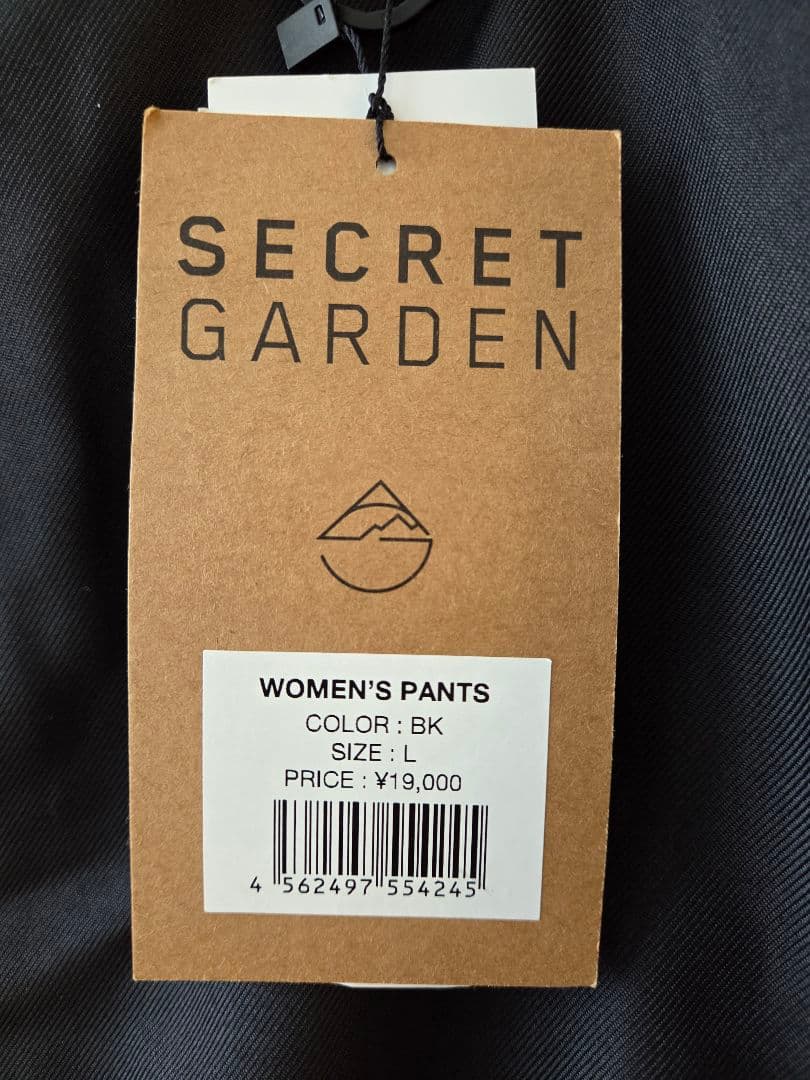 SECRET
GARDEN
WOMEN'S PANTS
COLOR : BK
SIZE : L
PRICE : ¥19,000
4 562497 554245